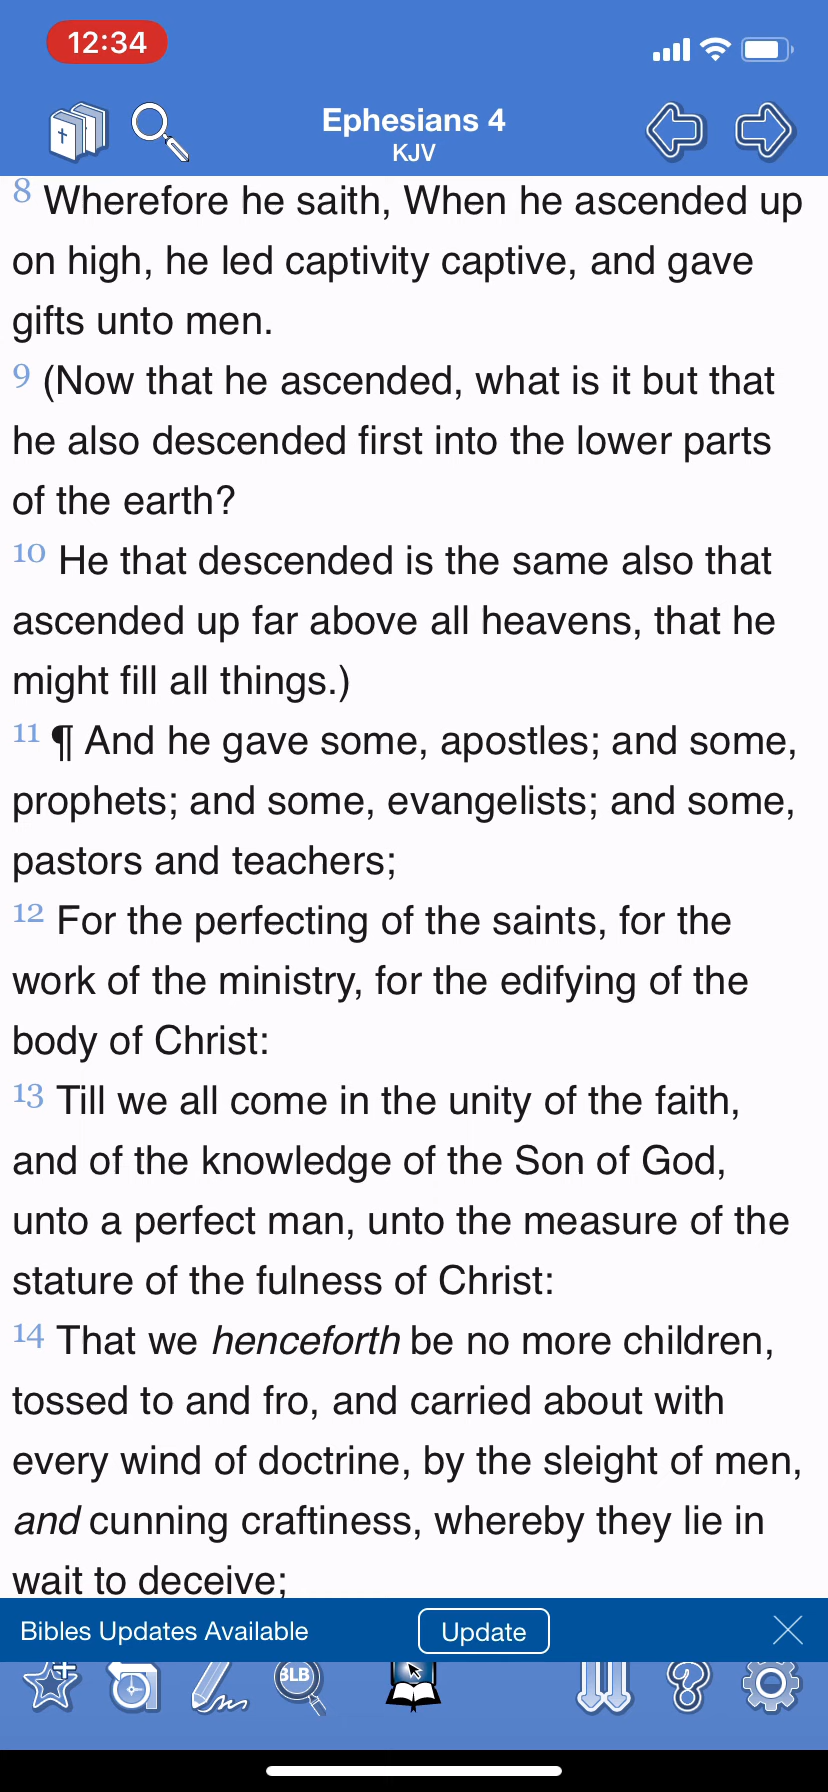 12:34
Ephesians 4
KJV
8 Wherefore he saith, When he ascended up
on high, he led captivity captive, and gave
gifts unto men.
9 (Now that he ascended, what is it but that
he also descended first into the lower parts
of the earth?
10 He that descended is the same also that
ascended up far above all heavens, that he
might fill all things.)
11 ¶ And he gave some, apostles; and some,
prophets; and some, evangelists; and some,
pastors and teachers;
12 For the perfecting of the saints, for the
work of the ministry, for the edifying of the
body of Christ:
13 Till we all come in the unity of the faith,
and of the knowledge of the Son of God,
unto a perfect man, unto the measure of the
stature of the fulness of Christ:
14 That we henceforth be no more children,
tossed to and fro, and carried about with
every wind of doctrine, by the sleight of men,
and cunning craftiness, whereby they lie in
wait to deceive;
Bibles Updates Available Update
BLB